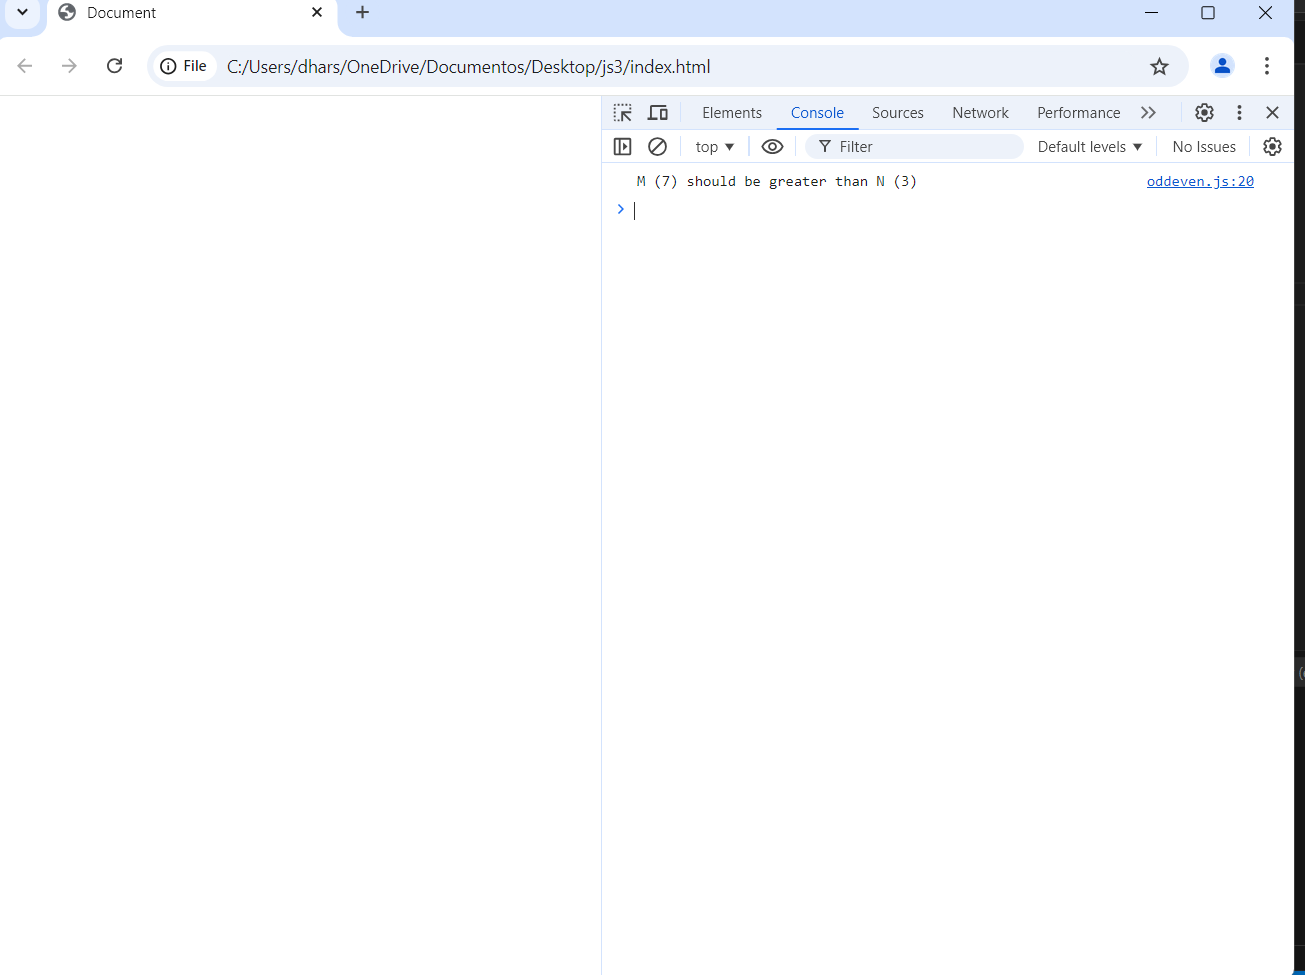 Document
File C:/Users/dhars/OneDrive/Documentos/Desktop/js3/index.html
Elements Console Sources Network Performance
top Filter Default levels No Issues
M (7) should be greater than N (3) oddeven.js:20